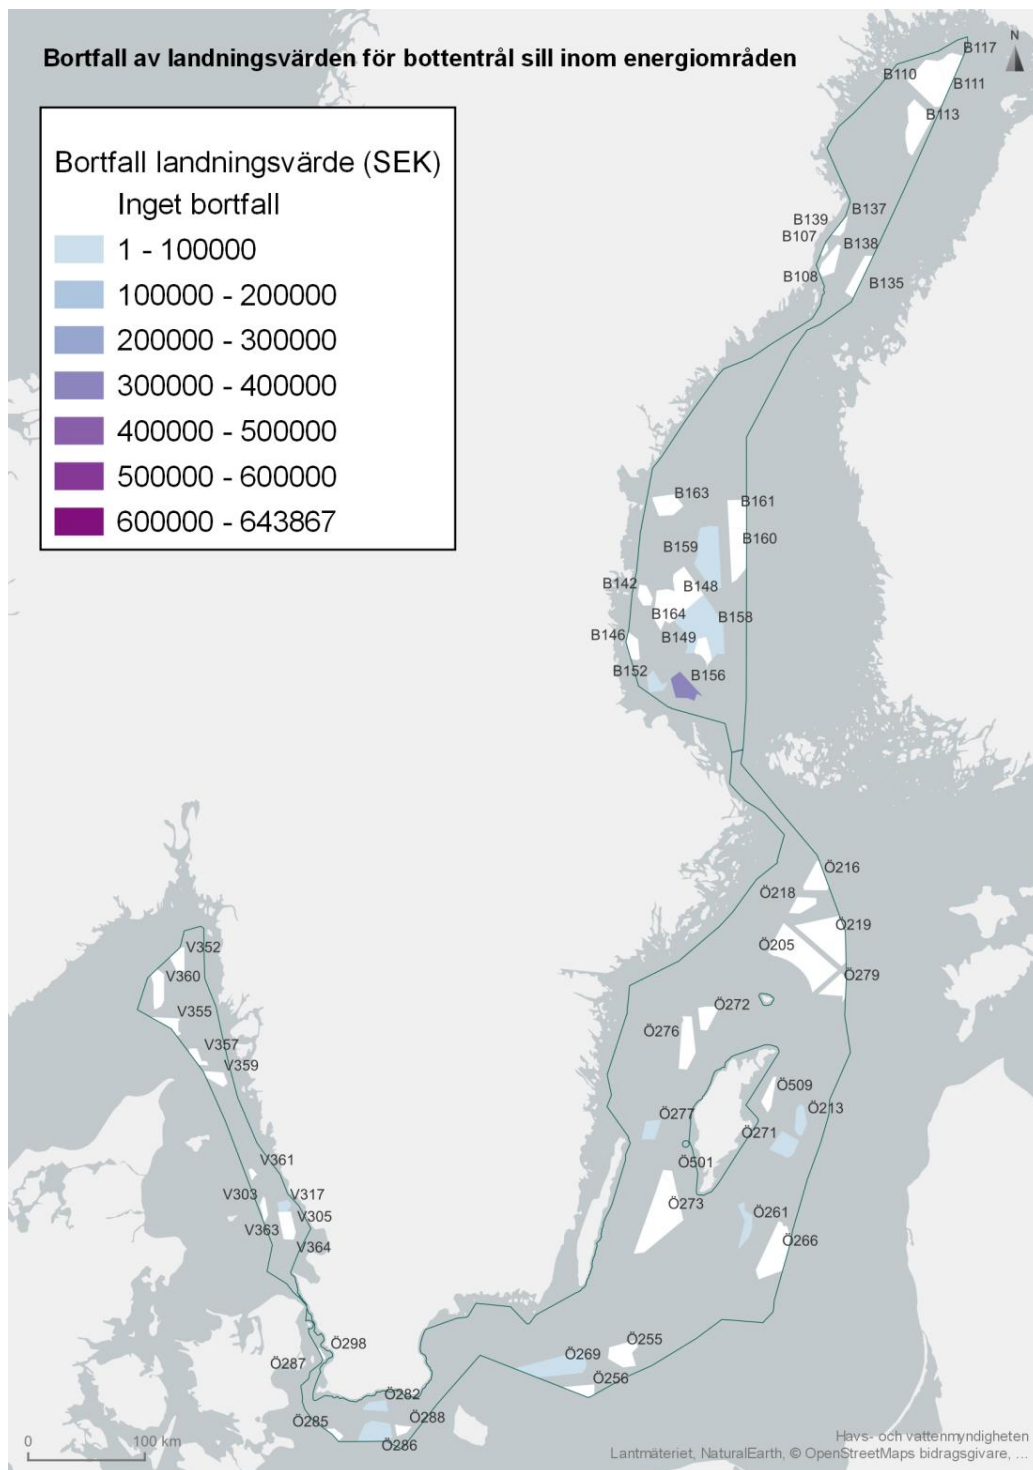 Bortfall av landningsvärden för bottentrål sill inom energiområden
N
Bortfall landningsvärde (SEK)
Inget bortfall
1 - 100000
100000 - 200000
200000 - 300000
300000 - 400000
400000 - 500000
500000 - 600000
600000 - 643867
B117
B110
B111
B113
B137
B139
B107
B138
B108
B135
B163
B161
B159
B160
B142
B148
B164
B158
B146
B149
B152
B156
Ö216
Ö218
Ö219
Ö205
Ö279
V352
V360
V355
V357
V359
Ö272
Ö276
Ö509
Ö213
Ö277
Ö271
Ö501
V361
V303
V317
V305
V363
V364
Ö273
Ö261
Ö266
Ö298
Ö287
Ö255
Ö269
Ö256
Ö282
Ö285
Ö288
Ö286
0 100 km
Havs- och vattenmyndigheten
Lantmäteriet, NaturalEarth, © OpenStreetMaps bidragsgivare, ...